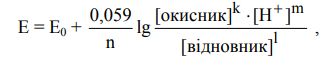 E = E₀ + 0,059/n lg [окисник]ᵏ · [H⁺]ᵐ / [відновник]ˡ ,